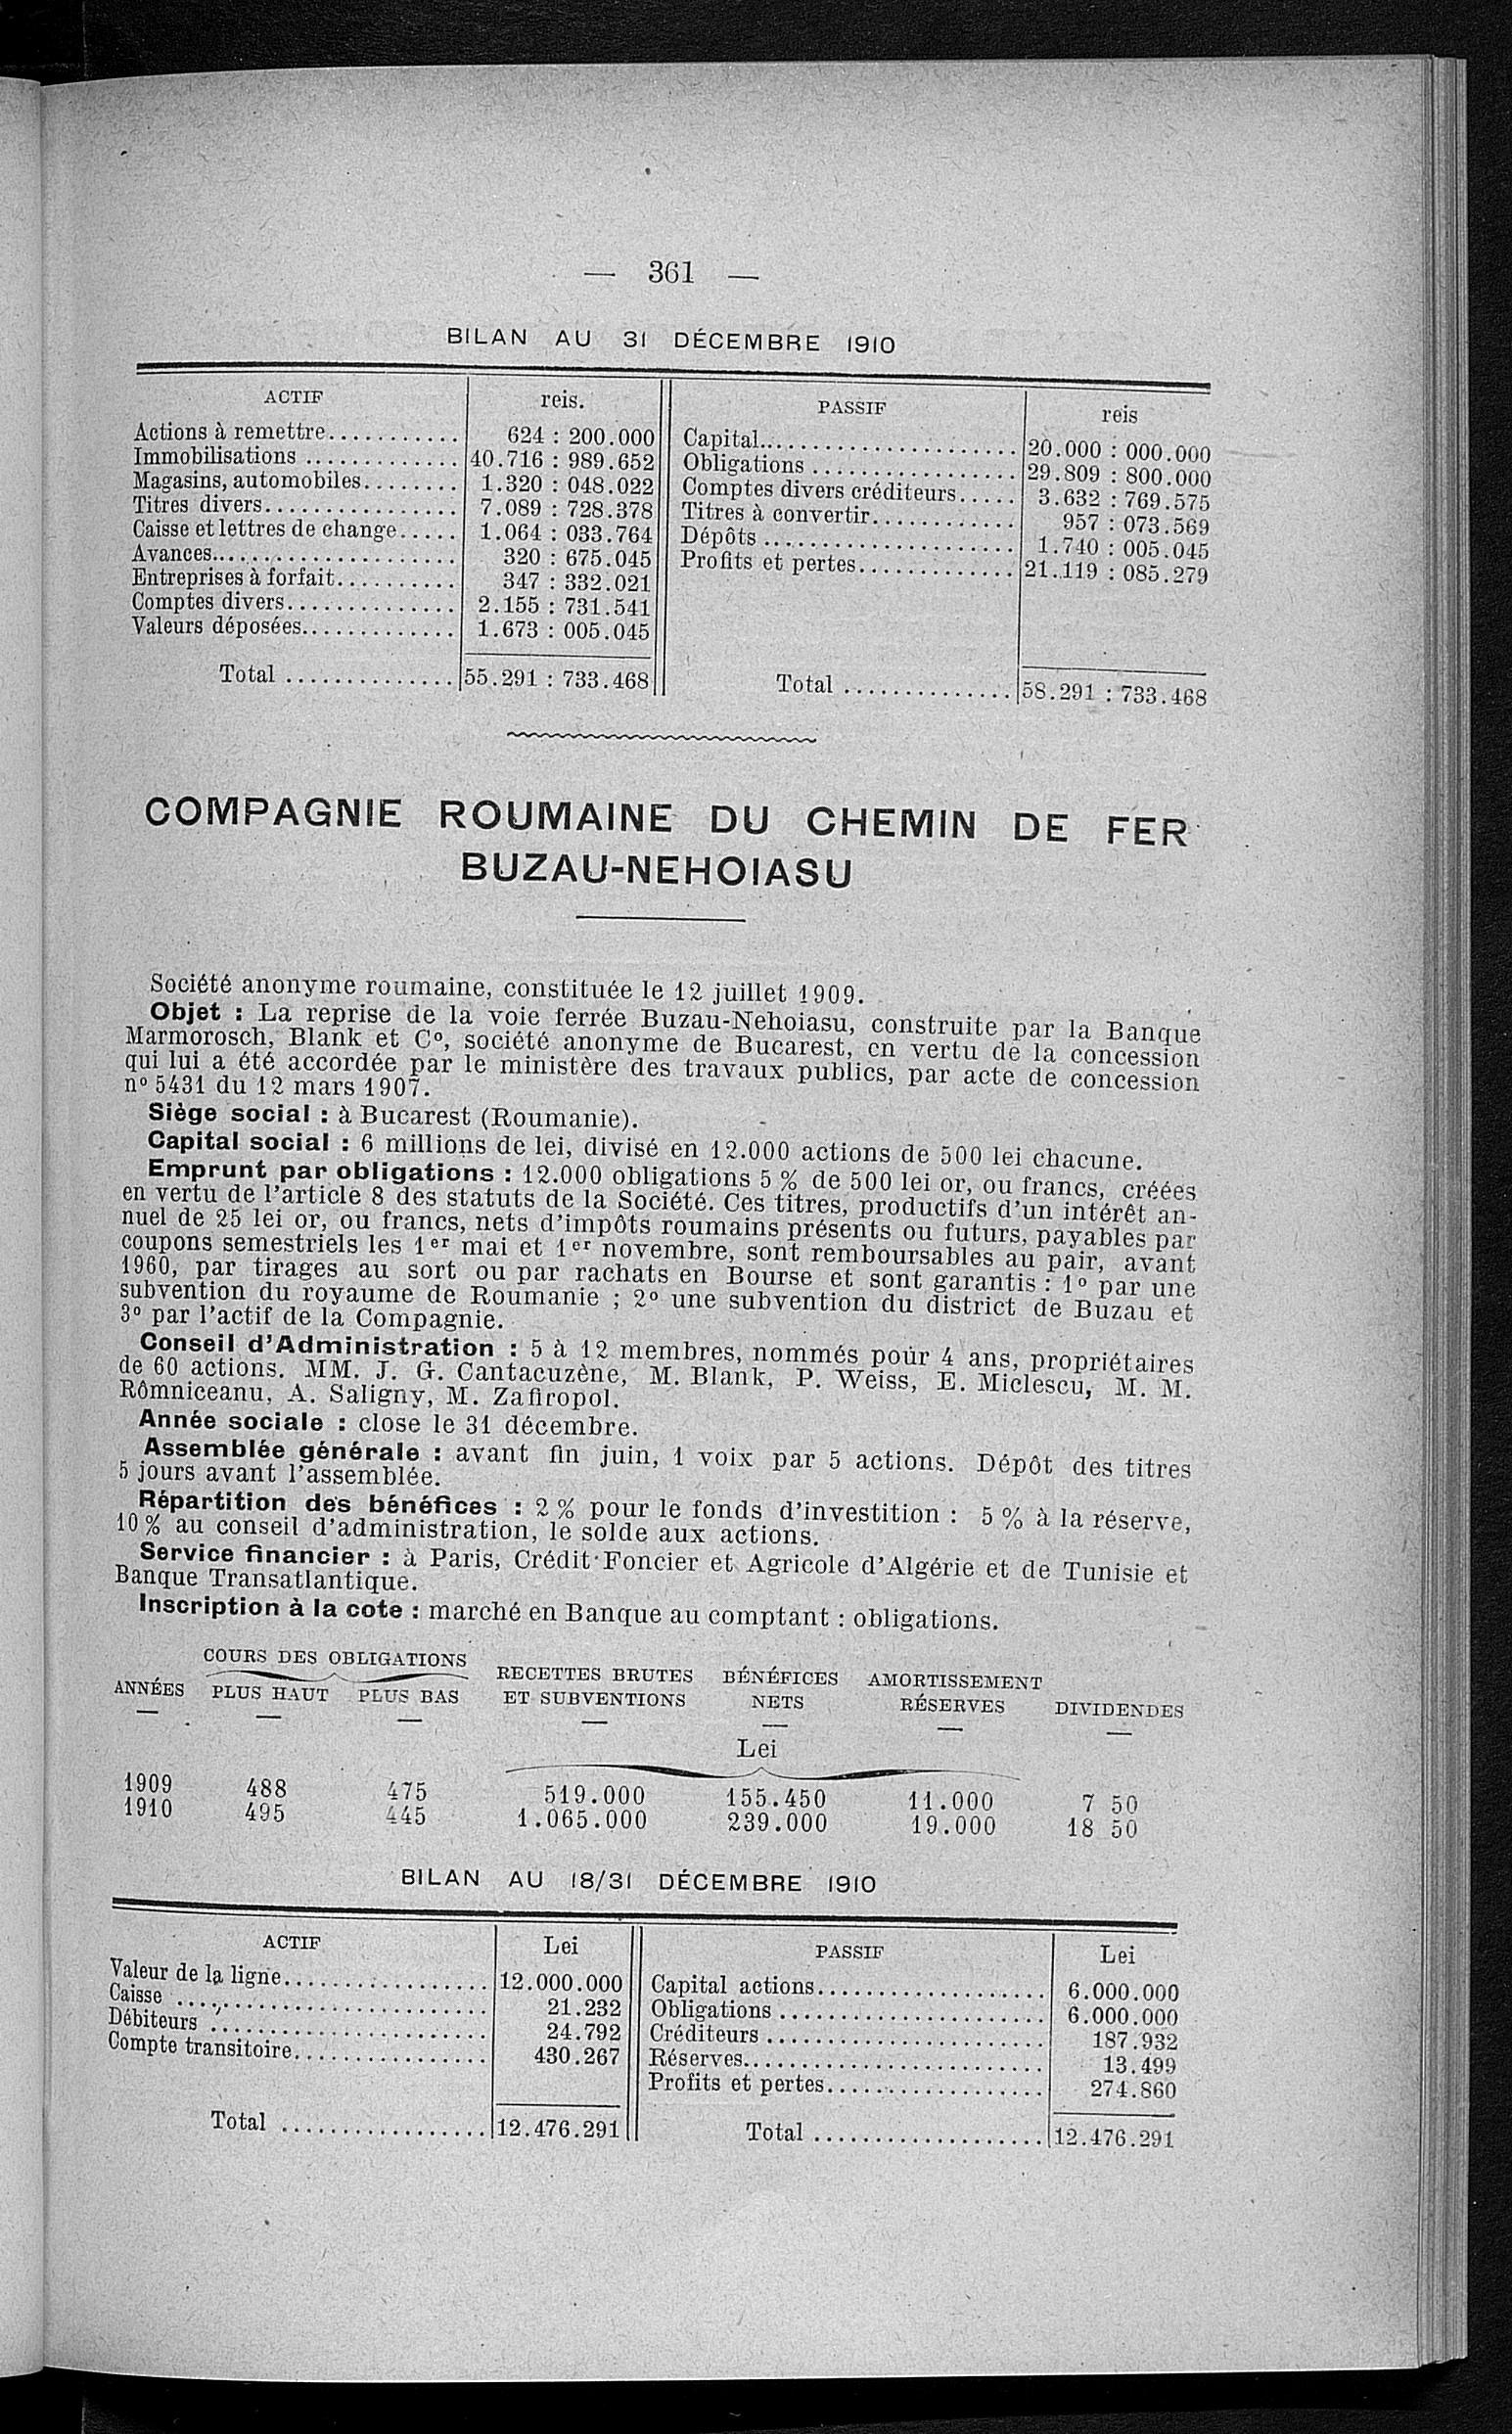 — 361 —
BILAN AU 31 DÉCEMBRE 1910
ACTIF reis. PASSIF reis
Actions à remettre........... 624 : 200.000 Capital...................... 20.000 : 000.000
Immobilisations ............. 40.716 : 989.652 Obligations ................. 29.809 : 800.000
Magasins, automobiles........ 1.320 : 048.022 Comptes divers créditeurs..... 3.632 : 769.575
Titres divers................ 7.089 : 728.378 Titres à convertir............ 957 : 073.569
Caisse et lettres de change..... 1.064 : 033.764 Dépôts ...................... 1.740 : 005.045
Avances...................... 320 : 675.045 Profits et pertes............. 21.119 : 085.279
Entreprises à forfait.......... 347 : 332.021
Comptes divers.............. 2.155 : 731.541
Valeurs déposées............. 1.673 : 005.045
Total .............. 55.291 : 733.468 Total .............. 58.291 : 733.468
COMPAGNIE ROUMAINE DU CHEMIN DE FER
BUZAU-NEHOIASU
Société anonyme roumaine, constituée le 12 juillet 1909.
Objet : La reprise de la voie ferrée Buzau-Nehoiasu, construite par la Banque
Marmorosch, Blank et Cº, société anonyme de Bucarest, en vertu de la concession
qui lui a été accordée par le ministère des travaux publics, par acte de concession
nº 5431 du 12 mars 1907.
Siège social : à Bucarest (Roumanie).
Capital social : 6 millions de lei, divisé en 12.000 actions de 500 lei chacune.
Emprunt par obligations : 12.000 obligations 5 % de 500 lei or, ou francs, créées
en vertu de l'article 8 des statuts de la Société. Ces titres, productifs d'un intérêt an-
nuel de 25 lei or, ou francs, nets d'impôts roumains présents ou futurs, payables par
coupons semestriels les 1er mai et 1er novembre, sont remboursables au pair, avant
1960, par tirages au sort ou par rachats en Bourse et sont garantis : 1º par une
subvention du royaume de Roumanie ; 2º une subvention du district de Buzau et
3º par l'actif de la Compagnie.
Conseil d'Administration : 5 à 12 membres, nommés pour 4 ans, propriétaires
de 60 actions. MM. J. G. Cantacuzène, M. Blank, P. Weiss, E. Miclescu, M. M.
Rômniceanu, A. Saligny, M. Zafiropol.
Année sociale : close le 31 décembre.
Assemblée générale : avant fin juin, 1 voix par 5 actions. Dépôt des titres
5 jours avant l'assemblée.
Répartition des bénéfices : 2 % pour le fonds d'investition : 5 % à la réserve,
10 % au conseil d'administration, le solde aux actions.
Service financier : à Paris, Crédit Foncier et Agricole d'Algérie et de Tunisie et
Banque Transatlantique.
Inscription à la cote : marché en Banque au comptant : obligations.
COURS DES OBLIGATIONS RECETTES BRUTES BÉNÉFICES AMORTISSEMENT
ANNÉES PLUS HAUT PLUS BAS ET SUBVENTIONS NETS RÉSERVES DIVIDENDES
Lei
1909 488 475 519.000 155.450 11.000 7 50
1910 495 445 1.065.000 239.000 19.000 18 50
BILAN AU 18/31 DÉCEMBRE 1910
ACTIF Lei PASSIF Lei
Valeur de la ligne................. 12.000.000 Capital actions................... 6.000.000
Caisse .......................... 21.232 Obligations ...................... 6.000.000
Débiteurs ....................... 24.792 Créditeurs ....................... 187.932
Compte transitoire................ 430.267 Réserves......................... 13.499
Profits et pertes.................. 274.860
Total ................. 12.476.291 Total ................... 12.476.291